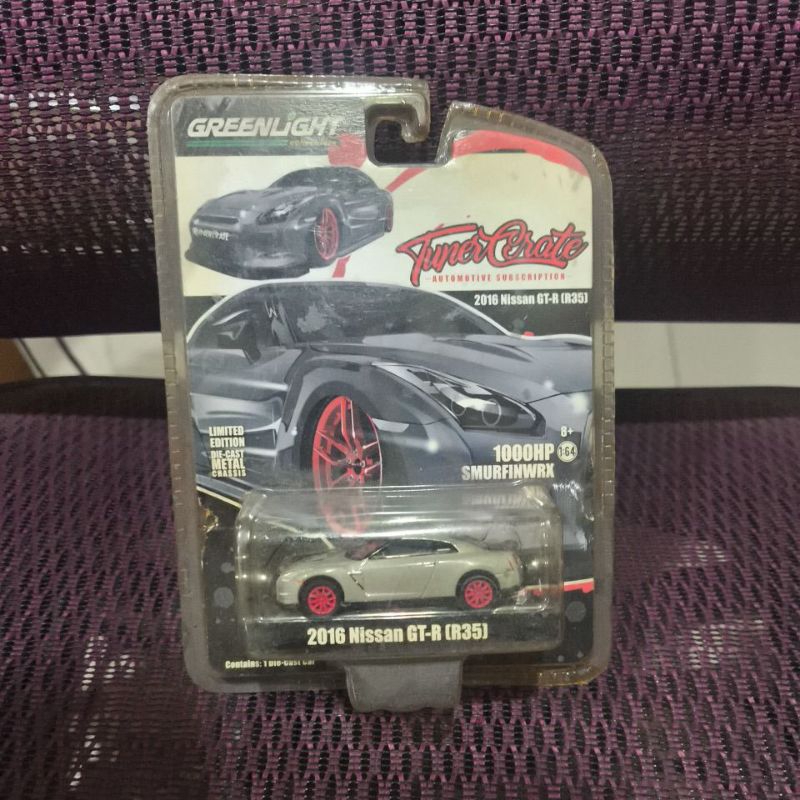 GREENLIGHT
TunerCrate
AUTOMOTIVE SUBSCRIPTION
2016 Nissan GT-R (R35)
TUNERCRATE
LIMITED
EDITION
DIE-CAST
METAL
CHASSIS
8+
1000HP
1:64
SMURFINWRX
2016 Nissan GT-R (R35)
Contains: 1 Die-Cast Car